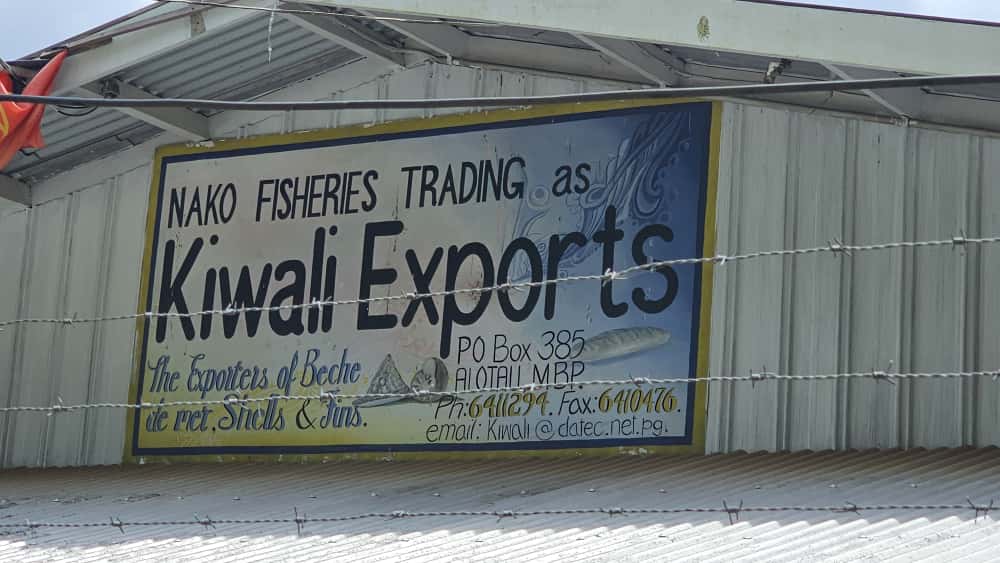 NAKO FISHERIES TRADING as
Kiwali Exports
The Exporters of Beche
de mer, Shells & Fins.
PO Box 385
ALOTAU MBP.
Ph: 6411294. Fax: 6410476.
email: Kiwali@datec.net.pg.